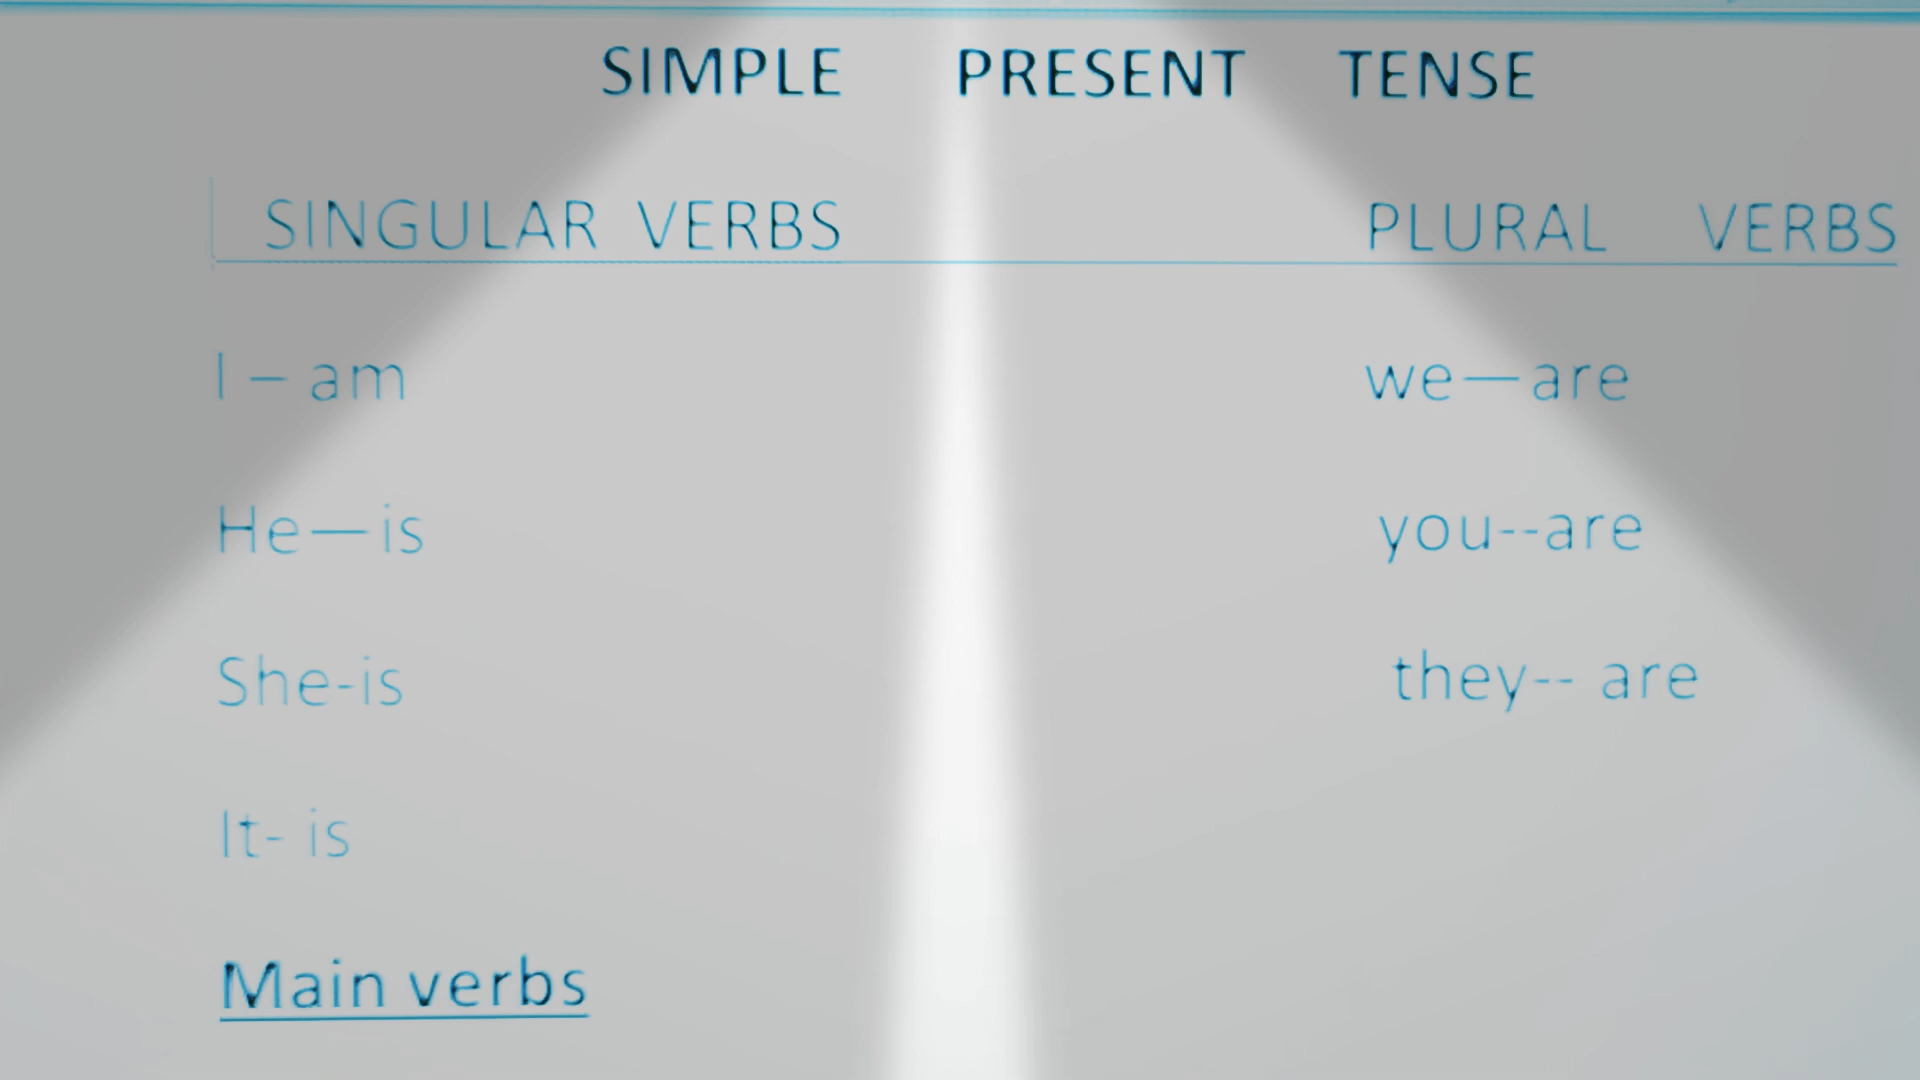 SIMPLE PRESENT TENSE
SINGULAR VERBS PLURAL VERBS
I – am we—are
He—is you--are
She-is they-- are
It- is
Main verbs